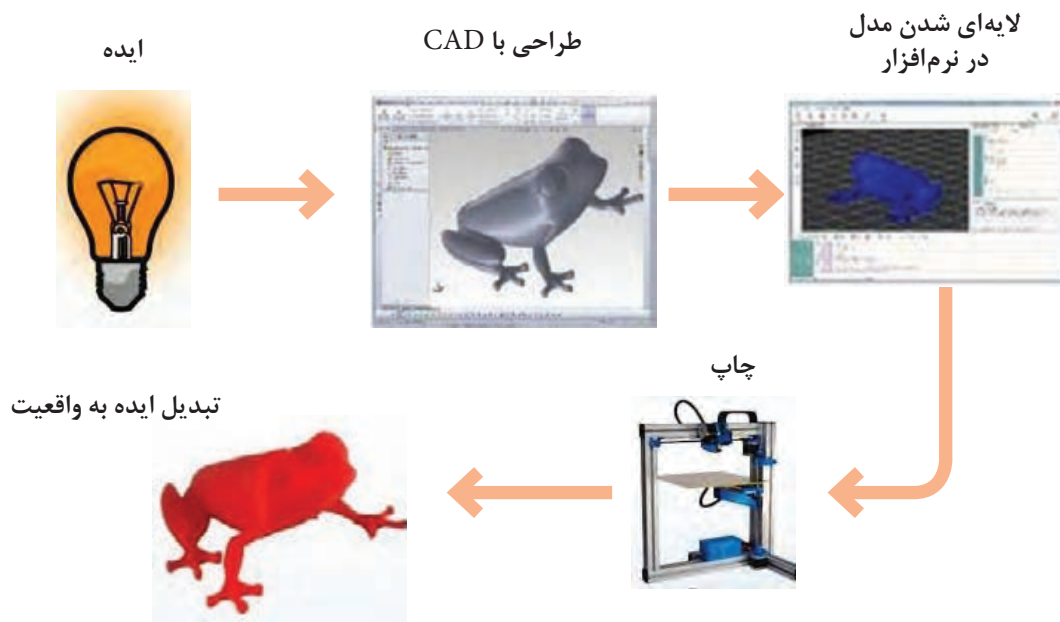 ایده
طراحی با CAD
لایه‌ای شدن مدل
در نرم‌افزار
چاپ
تبدیل ایده به واقعیت